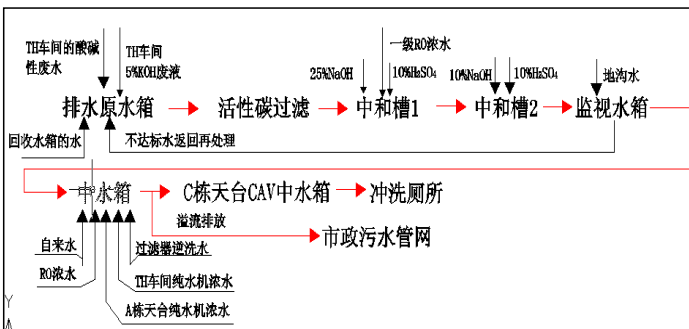 TH车间的酸碱
性废水
TH车间
5%KOH废液
一级RO浓水
25%NaOH
10%H₂SO₄
10%NaOH
10%H₂SO₄
地沟水
排水原水箱
活性碳过滤
中和槽1
中和槽2
监视水箱
回收水箱的水
不达标水返回再处理
中水箱
C栋天台CAV中水箱
冲洗厕所
溢流排放
市政污水管网
自来水
过滤器逆洗水
RO浓水
TH车间纯水机浓水
A栋天台纯水机浓水
Y